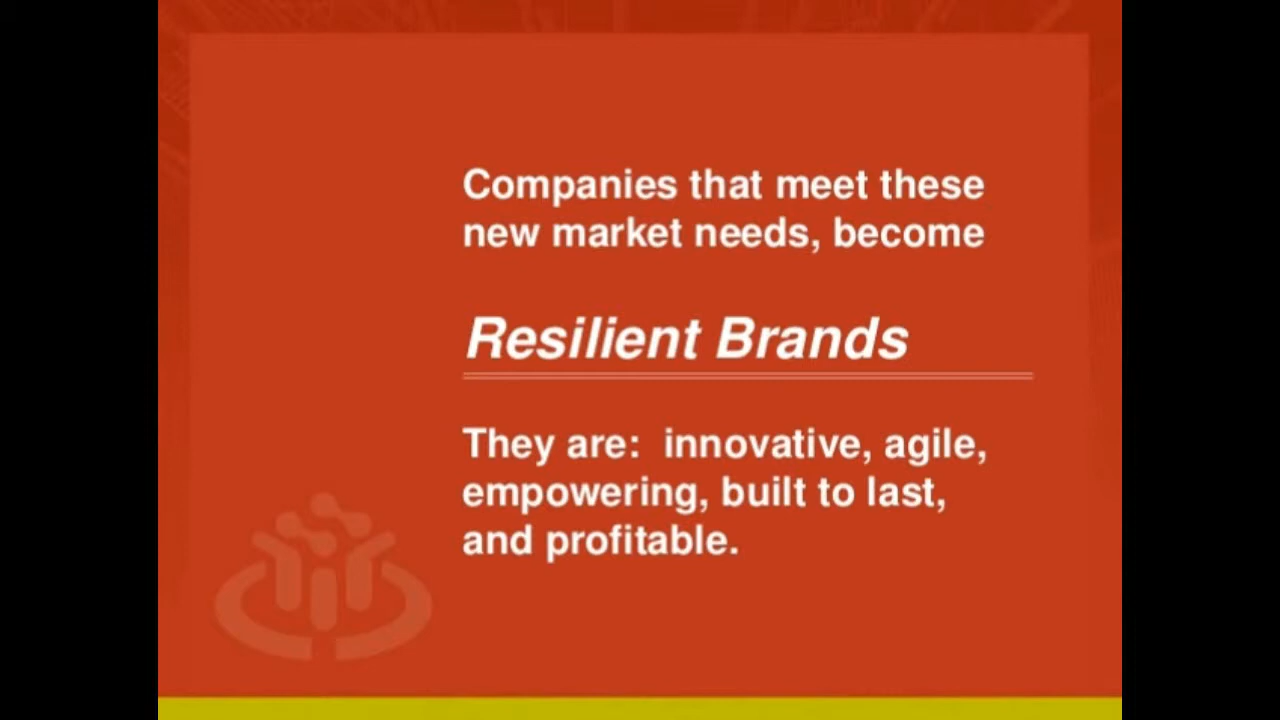 Companies that meet these
new market needs, become
Resilient Brands
They are:  innovative, agile,
empowering, built to last,
and profitable.